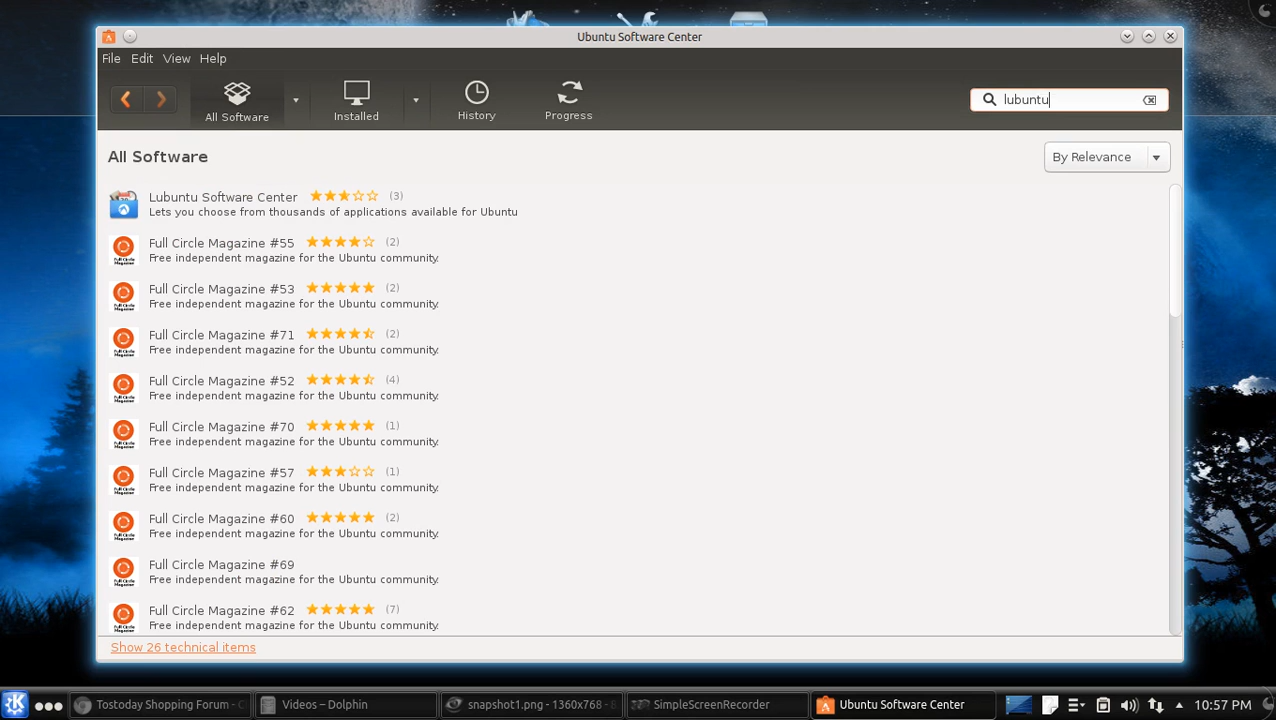 Ubuntu Software Center
File Edit View Help
All Software
Installed
History
Progress
lubuntu
All Software
By Relevance
Lubuntu Software Center (3)
Lets you choose from thousands of applications available for Ubuntu
Full Circle Magazine #55 (2)
Free independent magazine for the Ubuntu community.
Full Circle Magazine #53 (2)
Free independent magazine for the Ubuntu community.
Full Circle Magazine #71 (2)
Free independent magazine for the Ubuntu community.
Full Circle Magazine #52 (4)
Free independent magazine for the Ubuntu community.
Full Circle Magazine #70 (1)
Free independent magazine for the Ubuntu community.
Full Circle Magazine #57 (1)
Free independent magazine for the Ubuntu community.
Full Circle Magazine #60 (2)
Free independent magazine for the Ubuntu community.
Full Circle Magazine #69
Free independent magazine for the Ubuntu community.
Full Circle Magazine #62 (7)
Free independent magazine for the Ubuntu community.
Show 26 technical items
Tostoday Shopping Forum - C
Videos – Dolphin
snapshot1.png - 1360x768 - 8
SimpleScreenRecorder
Ubuntu Software Center
10:57 PM